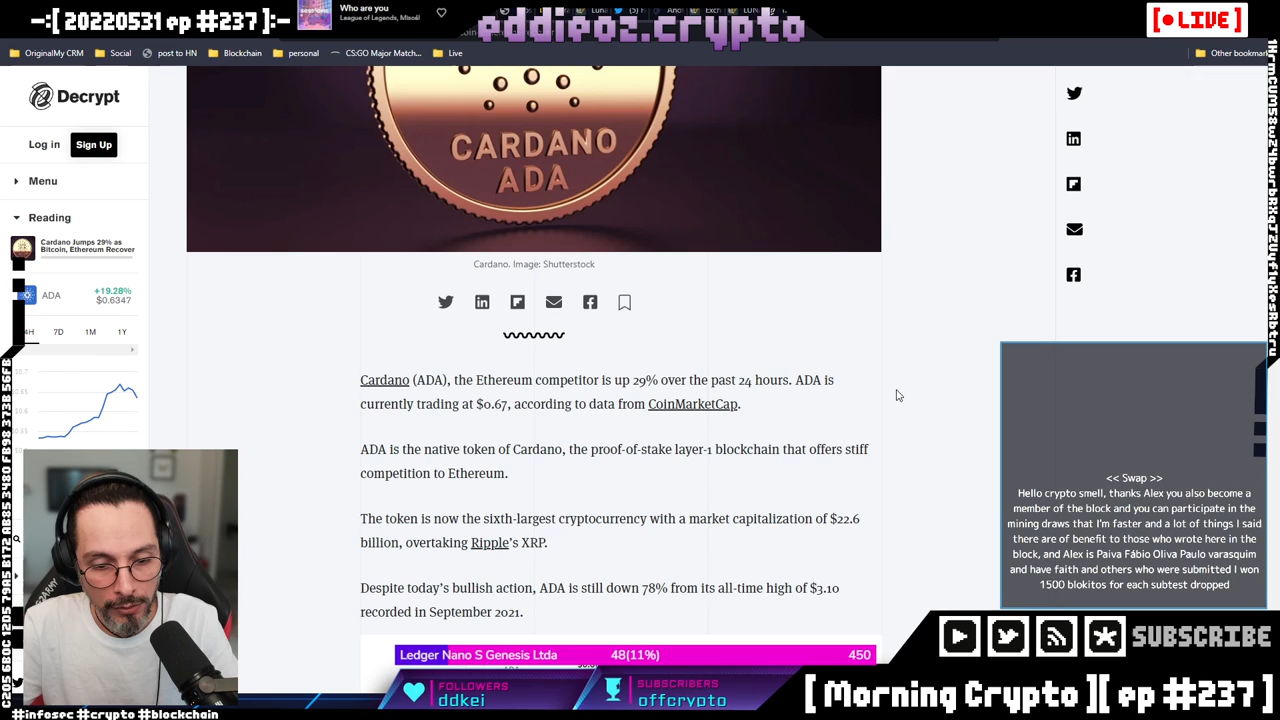 -:[ 20220531 ep #237 ]:-
Who are you
League of Legends, Misoél
eddieoz.crypto
[● LIVE]
OriginalMy CRM
Social
post to HN
Blockchain
personal
CS:GO Major Match...
Live
Other bookmar
Decrypt
Log in
Sign Up
Menu
Reading
Cardano Jumps 29% as
Bitcoin, Ethereum Recover
ADA
+19.28%
$0.6347
7D
1M
1Y
CARDANO
ADA
Cardano. Image: Shutterstock
Cardano (ADA), the Ethereum competitor is up 29% over the past 24 hours. ADA is
currently trading at $0.67, according to data from CoinMarketCap.
ADA is the native token of Cardano, the proof-of-stake layer-1 blockchain that offers stiff
competition to Ethereum.
The token is now the sixth-largest cryptocurrency with a market capitalization of $22.6
billion, overtaking Ripple's XRP.
Despite today's bullish action, ADA is still down 78% from its all-time high of $3.10
recorded in September 2021.
<< Swap >>
Hello crypto smell, thanks Alex you also become a
member of the block and you can participate in the
mining draws that I'm faster and a lot of things I said
there are of benefit to those who wrote here in the
block, and Alex is Paiva Fábio Oliva Paulo varasquim
and have faith and others who were submitted I won
1500 blokitos for each subtest dropped
Ledger Nano S Genesis Ltda 48(11%) 450
FOLLOWERS
ddkei
SUBSCRIBERS
offcrypto
SUBSCRIBE
[ Morning Crypto ][ ep #237 ]
#infosec #crypto #blockchain